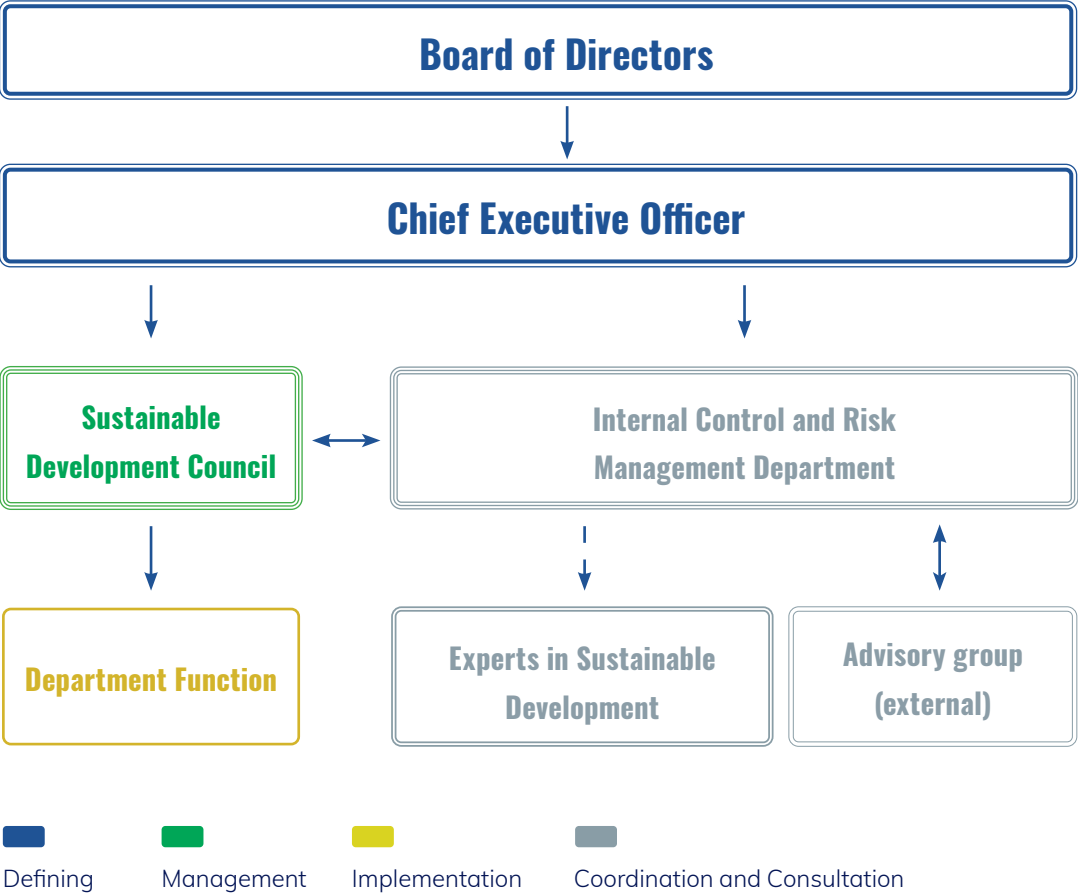 Board of Directors
Chief Executive Officer
Sustainable
Development Council
Internal Control and Risk
Management Department
Department Function
Experts in Sustainable
Development
Advisory group
(external)
Defining
Management
Implementation
Coordination and Consultation